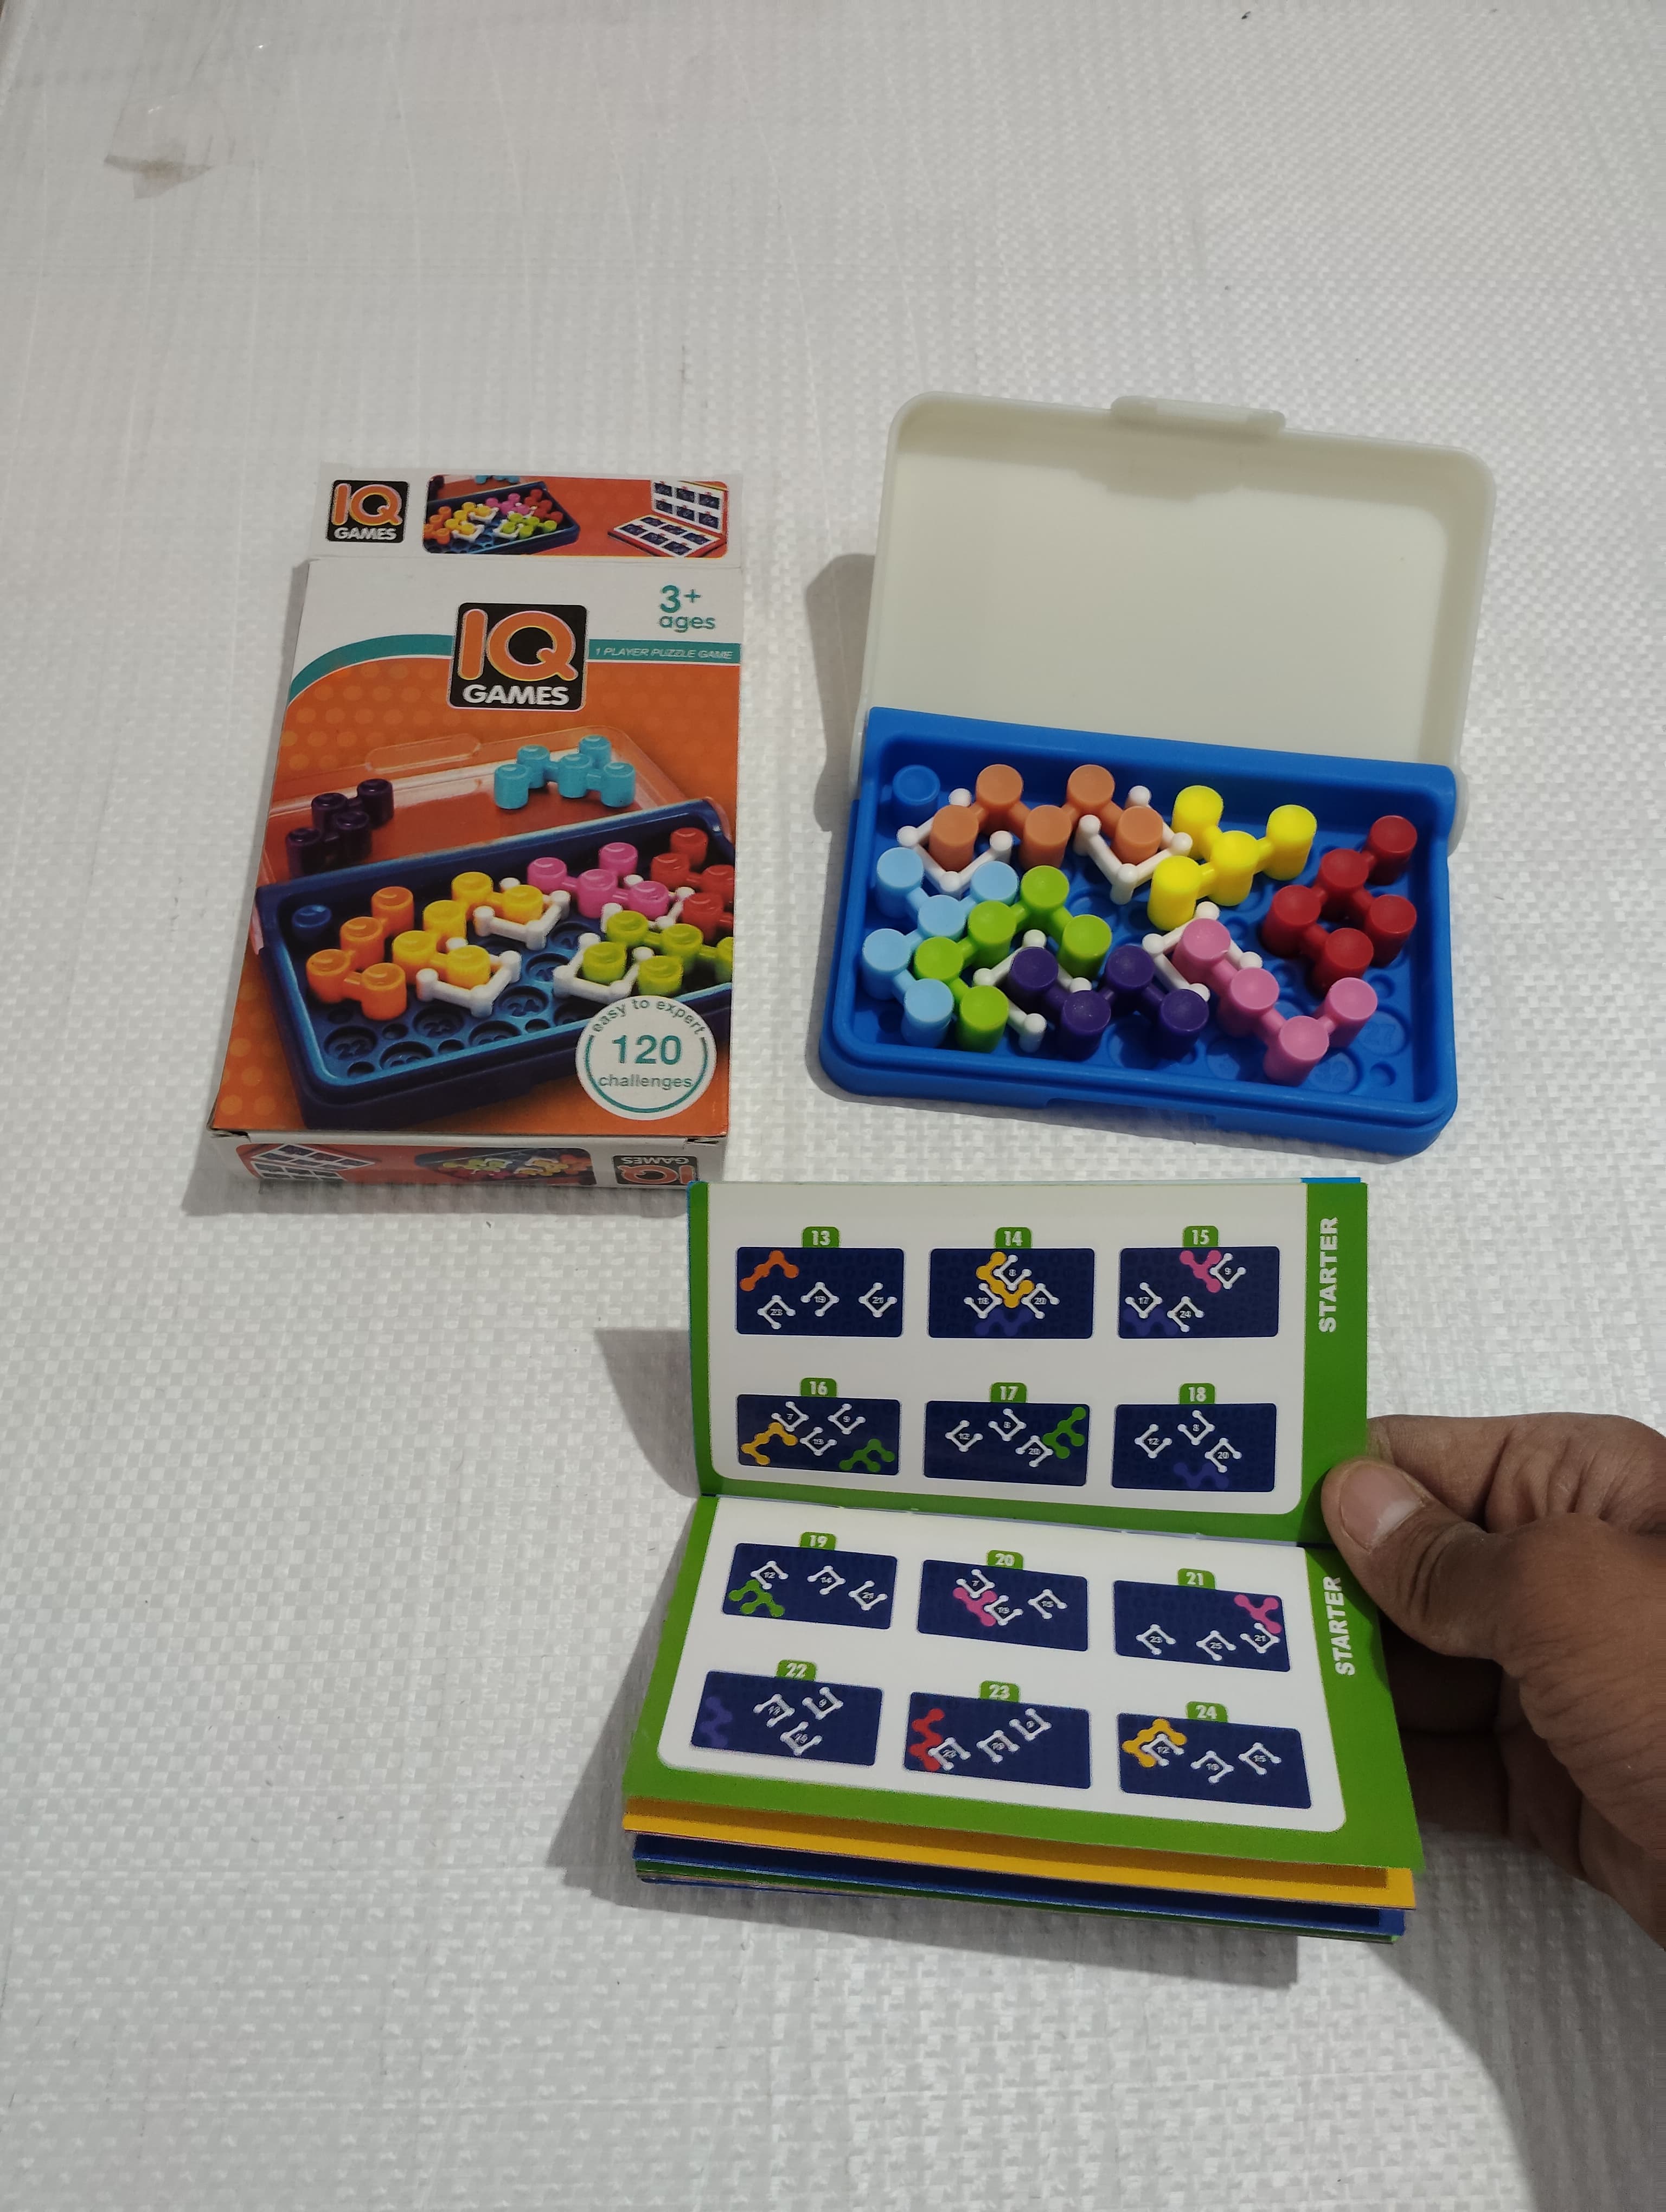 IQ
GAMES
3+
ages
1 PLAYER PUZZLE GAME
IQ
GAMES
easy to expert
120
challenges
IQ
GAMES
STARTER
13
14
15
16
17
18
STARTER
19
20
21
22
23
24